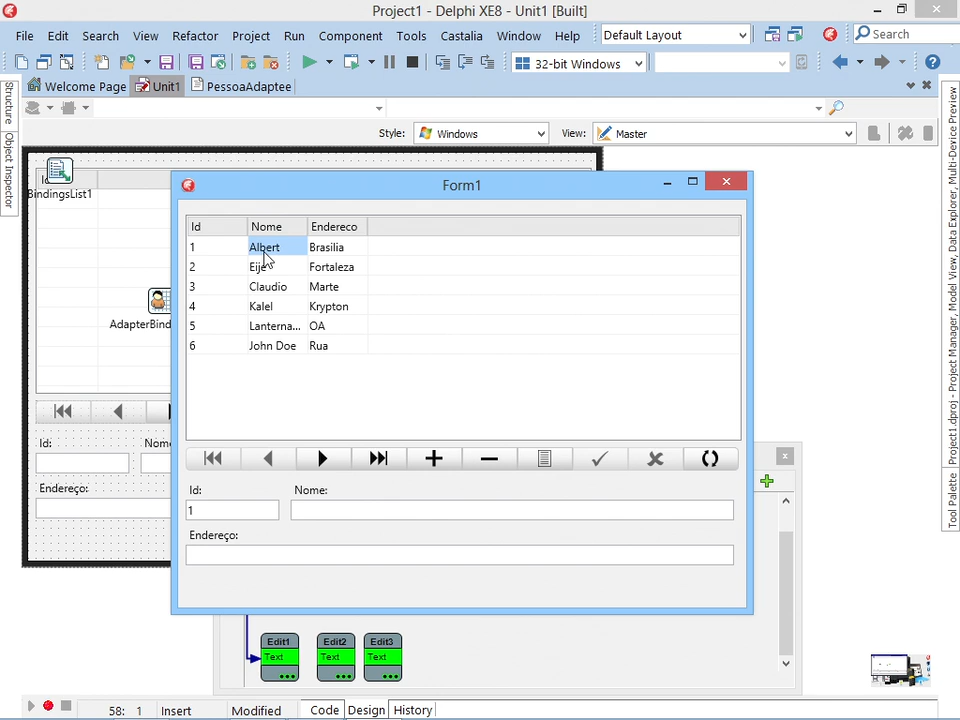 Project1 - Delphi XE8 - Unit1 [Built]
File Edit Search View Refactor Project Run Component Tools Castalia Window Help Default Layout Search
32-bit Windows
Welcome Page Unit1 PessoaAdaptee
Style: Windows View: Master
Structure
Object Inspector
BindingsList1
AdapterBind
Id: Nome
Endereço:
Form1
Id Nome Endereco
1 Albert Brasilia
2 Eije Fortaleza
3 Claudio Marte
4 Kalel Krypton
5 Lanterna... OA
6 John Doe Rua
Id: Nome:
1
Endereço:
Edit1 Edit2 Edit3
Text Text Text
Project1.dproj - Project Manager, Model View, Data Explorer, Multi-Device Preview
Tool Palette
58: 1 Insert Modified Code Design History